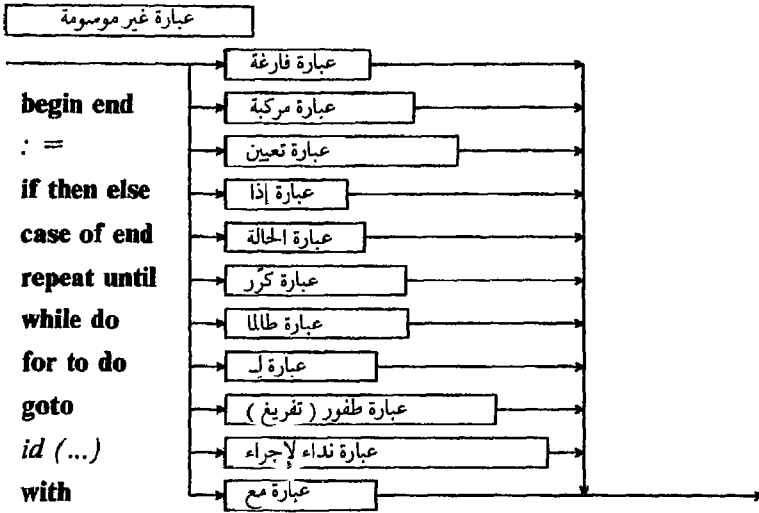 عبارة غير موسومة
عبارة فارغة
begin end عبارة مركبة
: = عبارة تعيين
if then else عبارة إذا
case of end عبارة الحالة
repeat until عبارة كرّر
while do عبارة طالما
for to do عبارة لِـ
goto عبارة طفور ( تفريغ )
id (...) عبارة نداء لإجراء
with عبارة مع